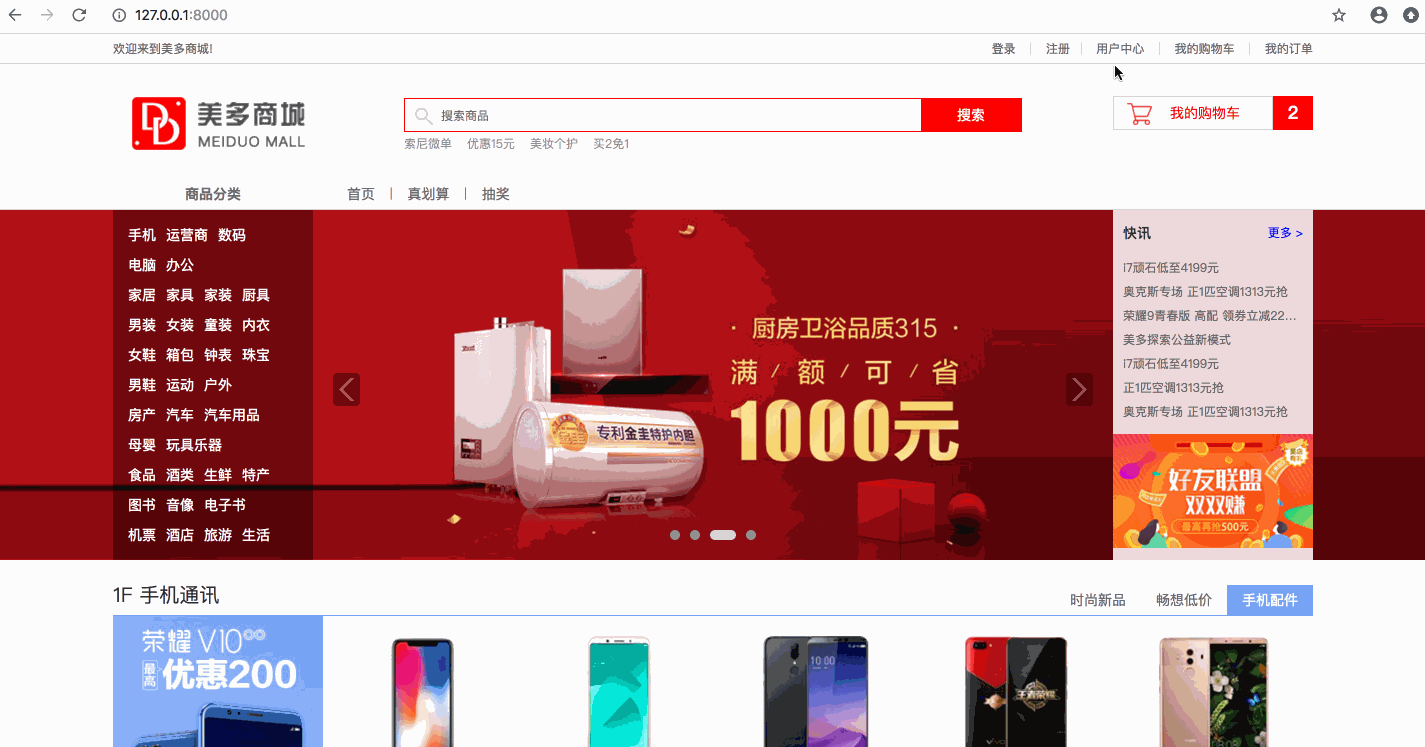 127.0.0.1:8000
欢迎来到美多商城!
登录 注册 用户中心 我的购物车 我的订单
美多商城
MEIDUO MALL
搜索商品 搜索
我的购物车 2
索尼微单 优惠15元 美妆个护 买2免1
商品分类 首页 真划算 抽奖
手机 运营商 数码
电脑 办公
家居 家具 家装 厨具
男装 女装 童装 内衣
女鞋 箱包 钟表 珠宝
男鞋 运动 户外
房产 汽车 汽车用品
母婴 玩具乐器
食品 酒类 生鲜 特产
图书 音像 电子书
机票 酒店 旅游 生活
· 厨房卫浴品质315 ·
满 / 额 / 可 / 省
1000元
专利金圭特护内胆
快讯 更多 >
i7顽石低至4199元
奥克斯专场 正1匹空调1313元抢
荣耀9青春版 高配 领券立减22...
美多探索公益新模式
i7顽石低至4199元
正1匹空调1313元抢
奥克斯专场 正1匹空调1313元抢
好友联盟
双双赚
最高再抢500元
1F 手机通讯
时尚新品 畅想低价 手机配件
荣耀 V10
最高 优惠200
10:00
王者荣耀
vivo